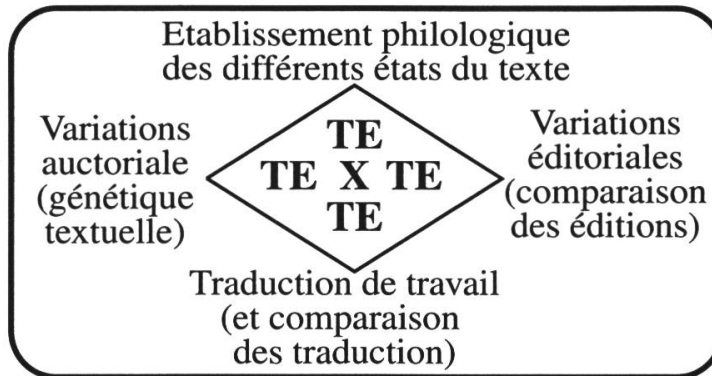 Etablissement philologique
des différents états du texte
Variations
auctoriale
(génétique
textuelle)
TE
TE X TE
TE
Variations
éditoriales
(comparaison
des éditions)
Traduction de travail
(et comparaison
des traduction)